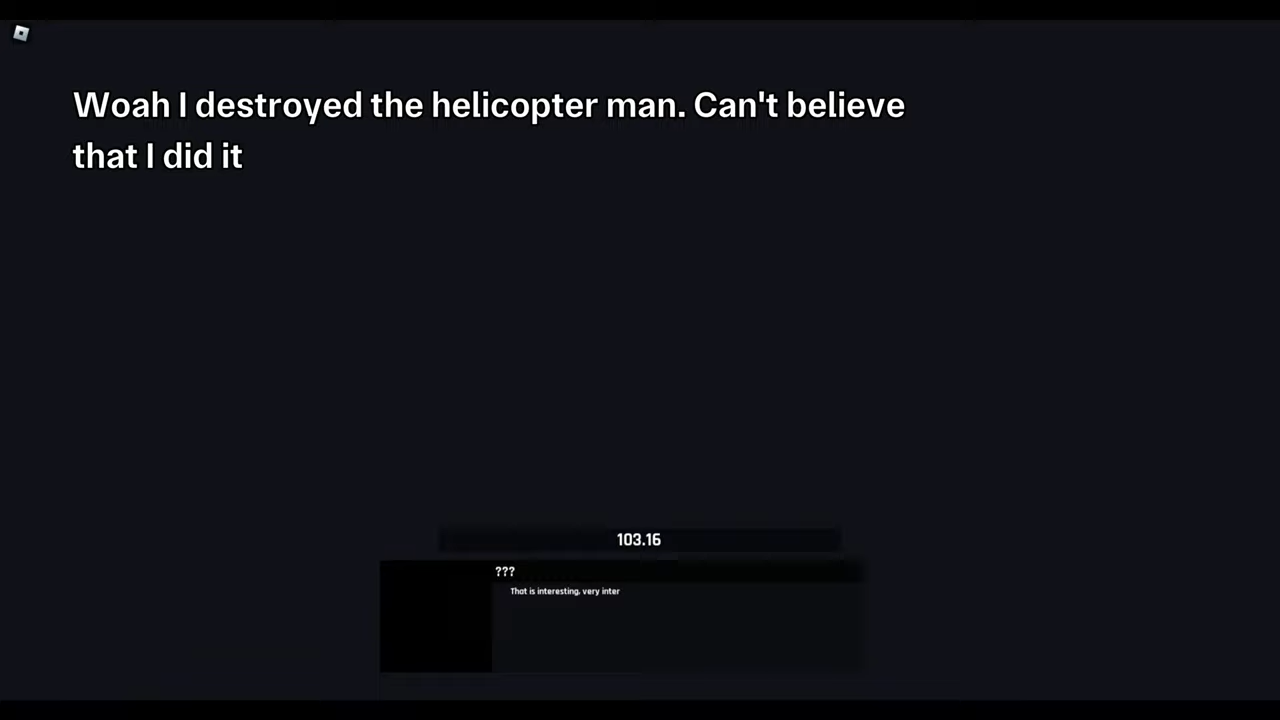 Woah I destroyed the helicopter man. Can't believe
that I did it
103.16
???
That is interesting, very inter